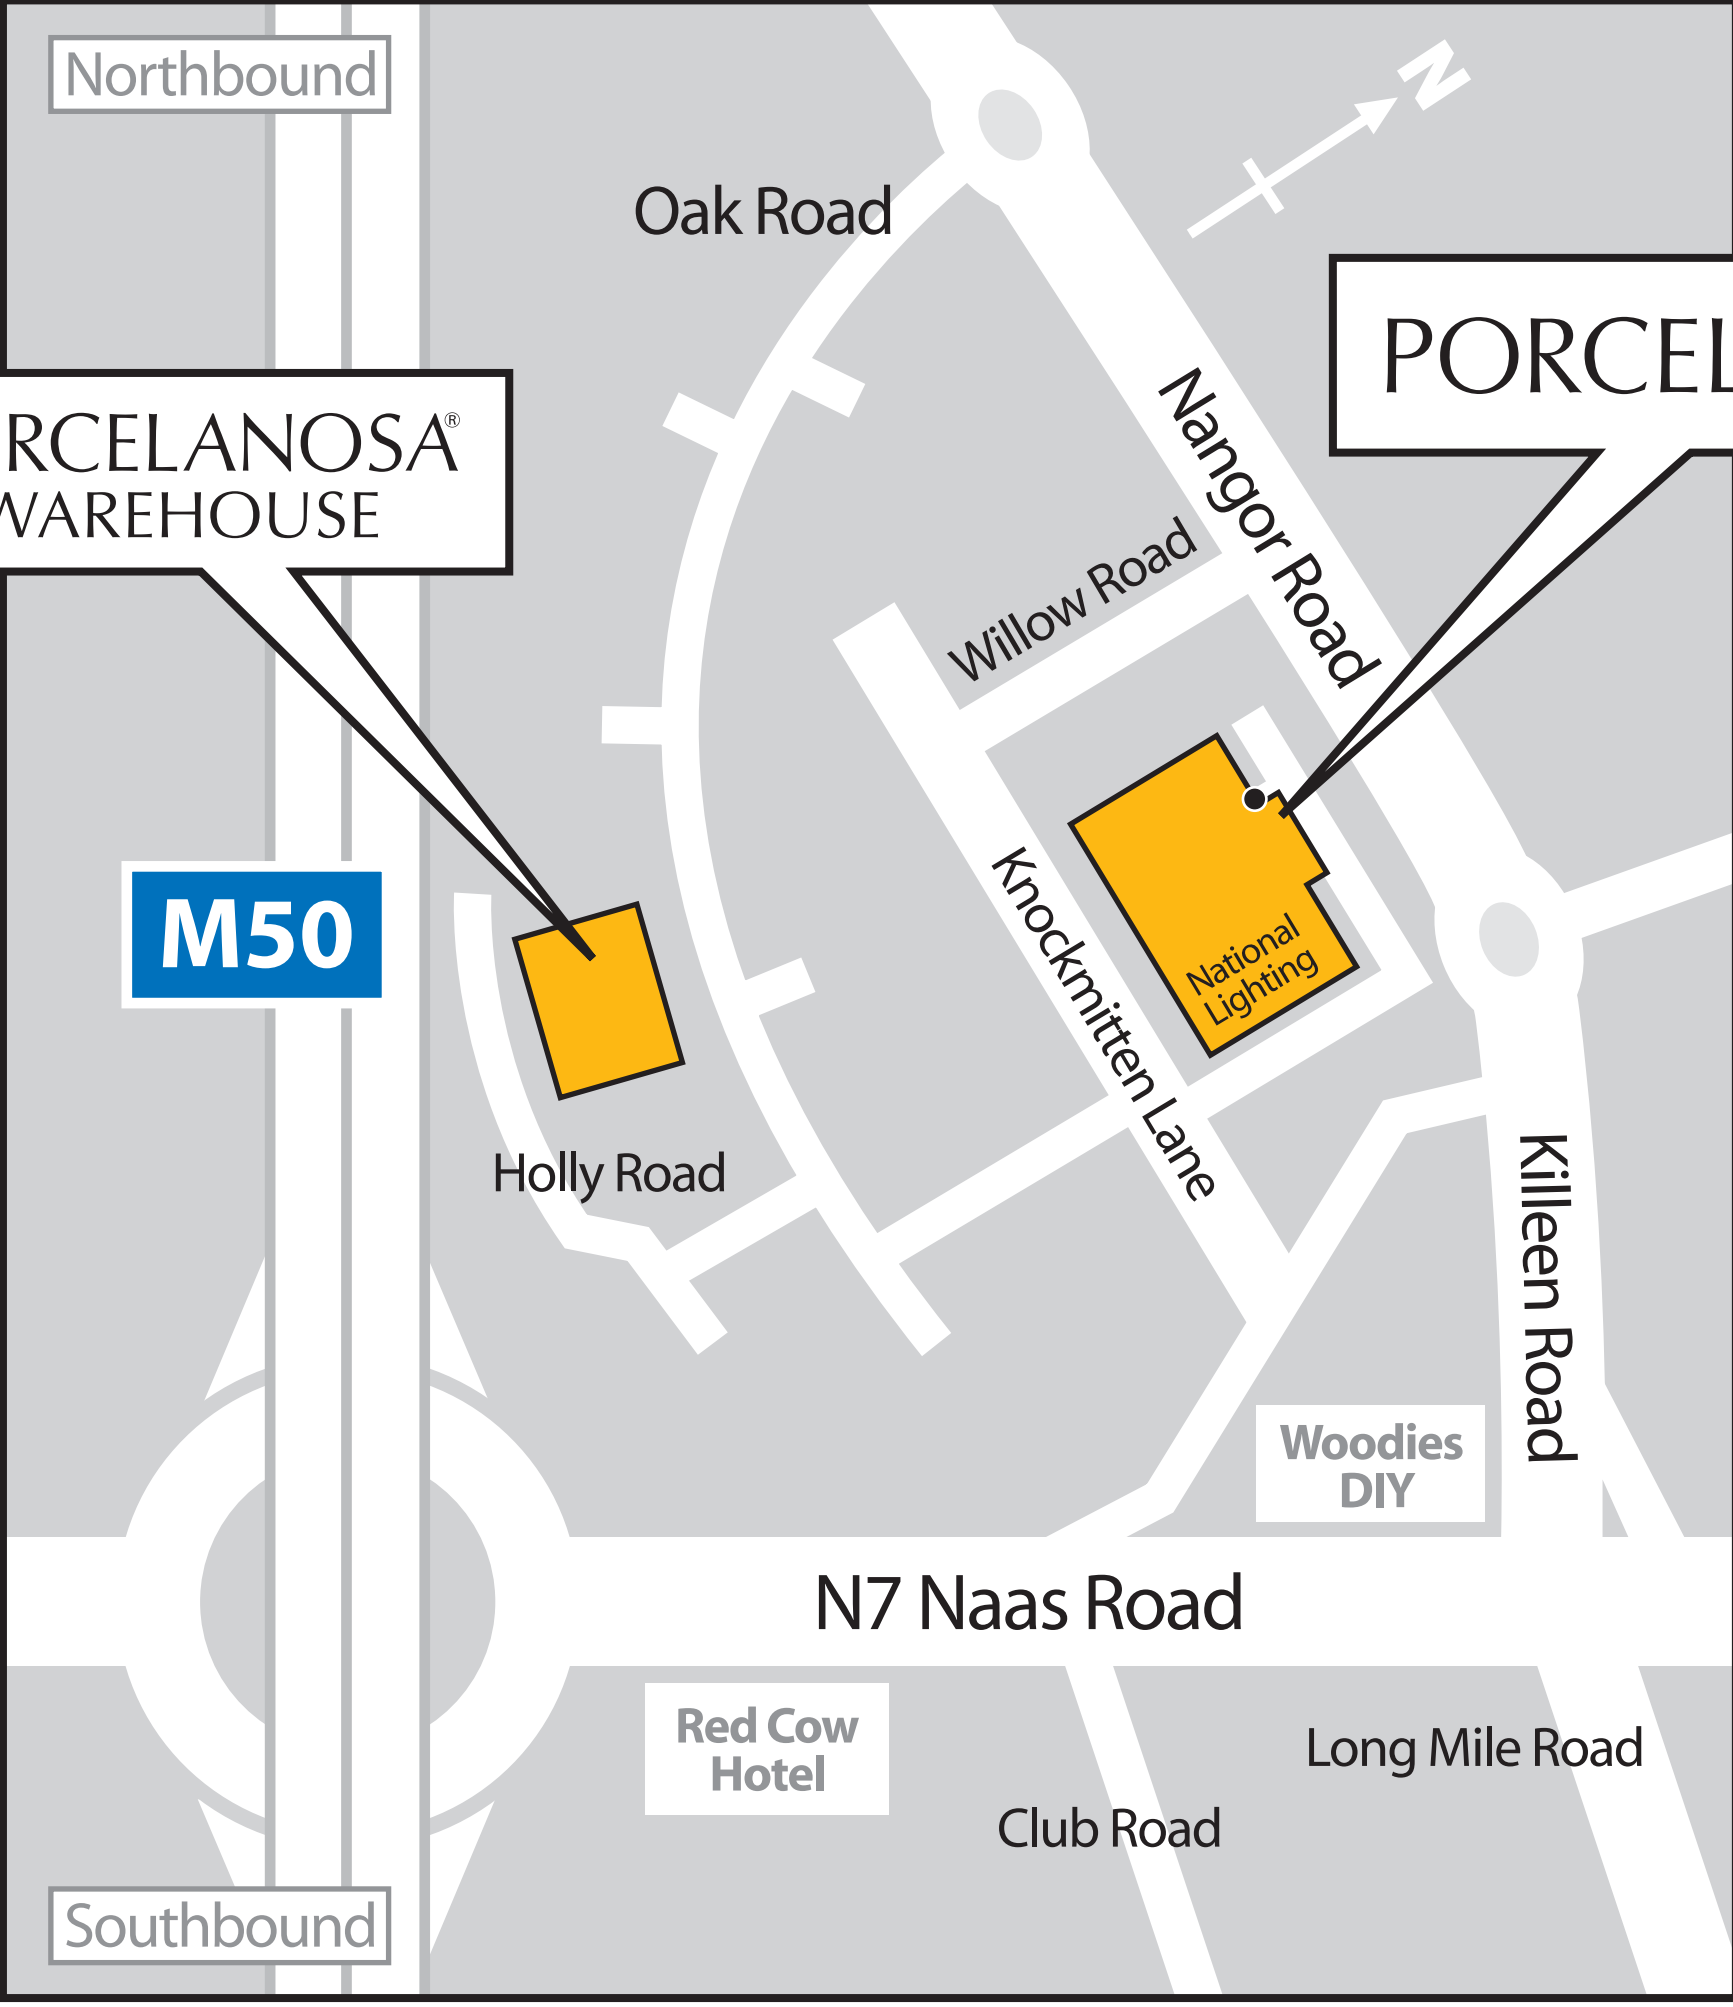 Northbound
N
Oak Road
PORCEL
RCELANOSA®
WAREHOUSE
Nangor Road
Willow Road
M50
Knockmitten Lane
National
Lighting
Holly Road
Killeen Road
Woodies
DIY
N7 Naas Road
Red Cow
Hotel
Long Mile Road
Club Road
Southbound